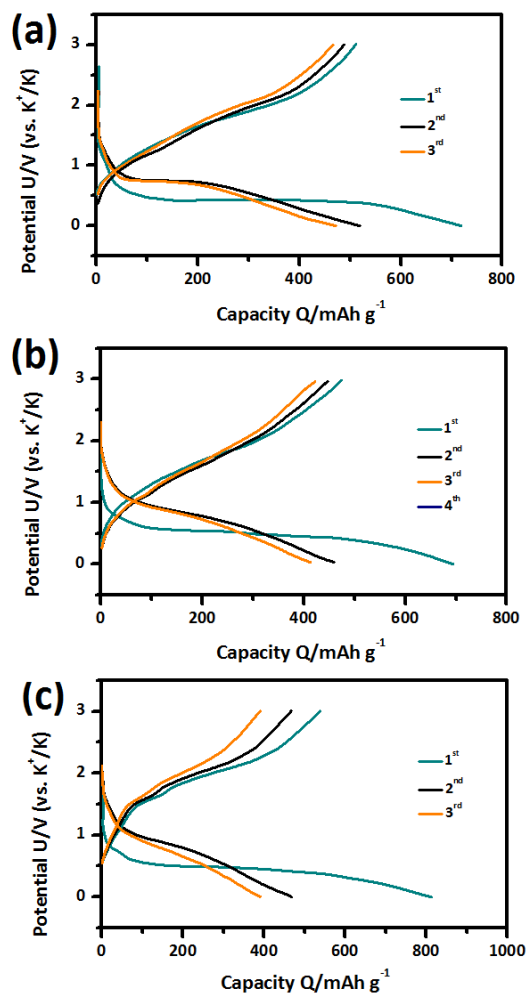 (a)
Potential U/V (vs. K⁺/K)
3
2
1
0
1ˢᵗ
2ⁿᵈ
3ʳᵈ
0 200 400 600 800
Capacity Q/mAh g⁻¹
(b)
Potential U/V (vs. K⁺/K)
3
2
1
0
1ˢᵗ
2ⁿᵈ
3ʳᵈ
4ᵗʰ
0 200 400 600 800
Capacity Q/mAh g⁻¹
(c)
Potential U/V (vs. K⁺/K)
3
2
1
0
1ˢᵗ
2ⁿᵈ
3ʳᵈ
0 200 400 600 800 1000
Capacity Q/mAh g⁻¹